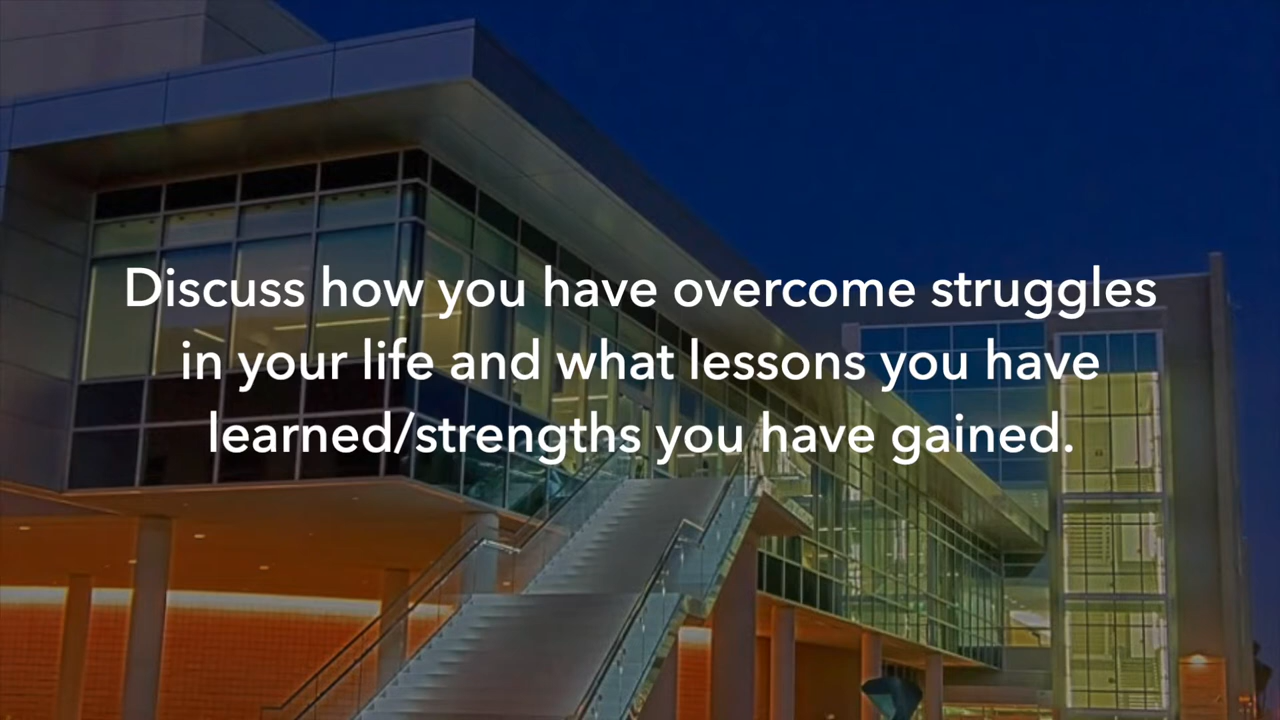 Discuss how you have overcome struggles
in your life and what lessons you have
learned/strengths you have gained.